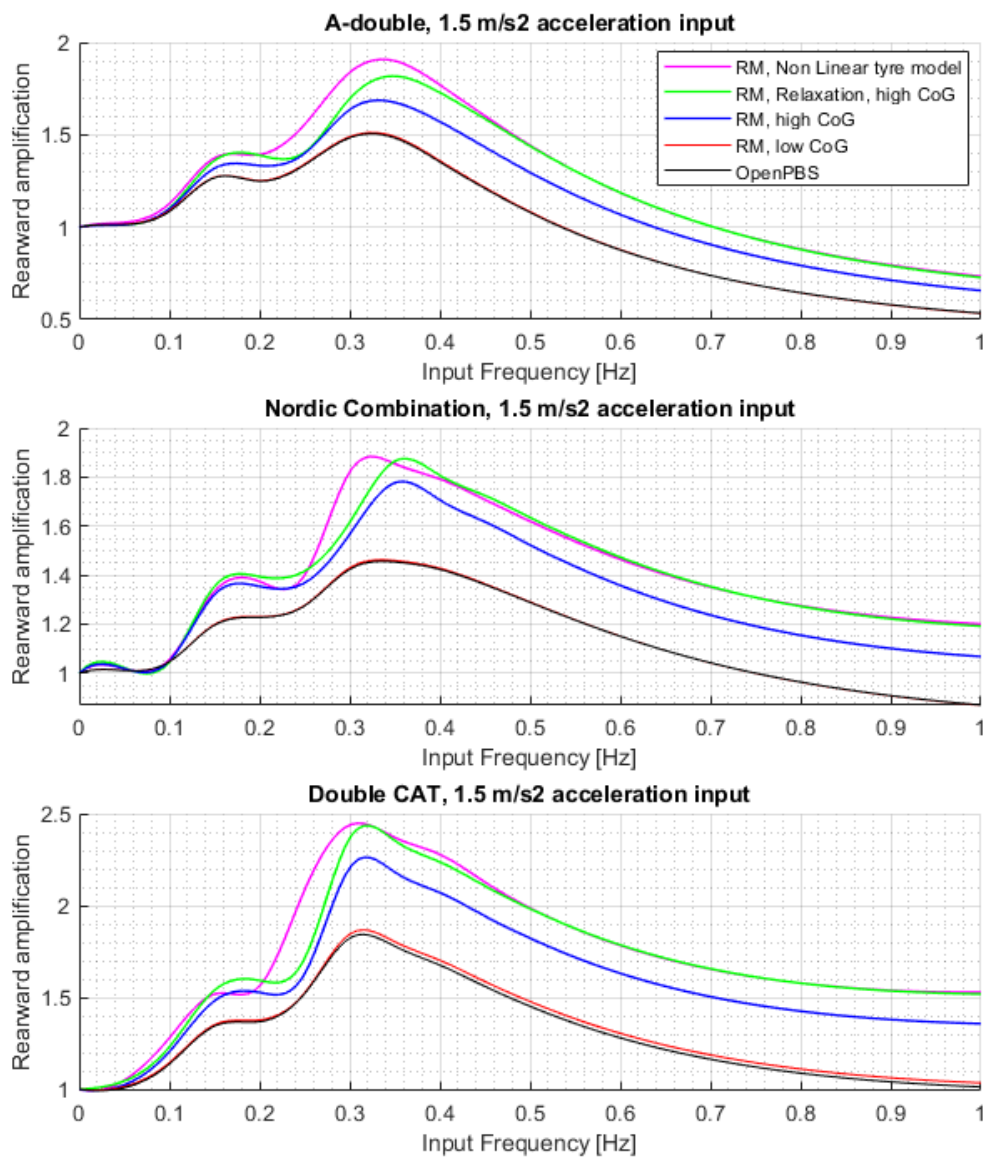 A-double, 1.5 m/s2 acceleration input
Rearward amplification
2
1.5
1
0.5
RM, Non Linear tyre model
RM, Relaxation, high CoG
RM, high CoG
RM, low CoG
OpenPBS
0 0.1 0.2 0.3 0.4 0.5 0.6 0.7 0.8 0.9 1
Input Frequency [Hz]
Nordic Combination, 1.5 m/s2 acceleration input
Rearward amplification
2
1.8
1.6
1.4
1.2
1
0 0.1 0.2 0.3 0.4 0.5 0.6 0.7 0.8 0.9 1
Input Frequency [Hz]
Double CAT, 1.5 m/s2 acceleration input
Rearward amplification
2.5
2
1.5
1
0 0.1 0.2 0.3 0.4 0.5 0.6 0.7 0.8 0.9 1
Input Frequency [Hz]